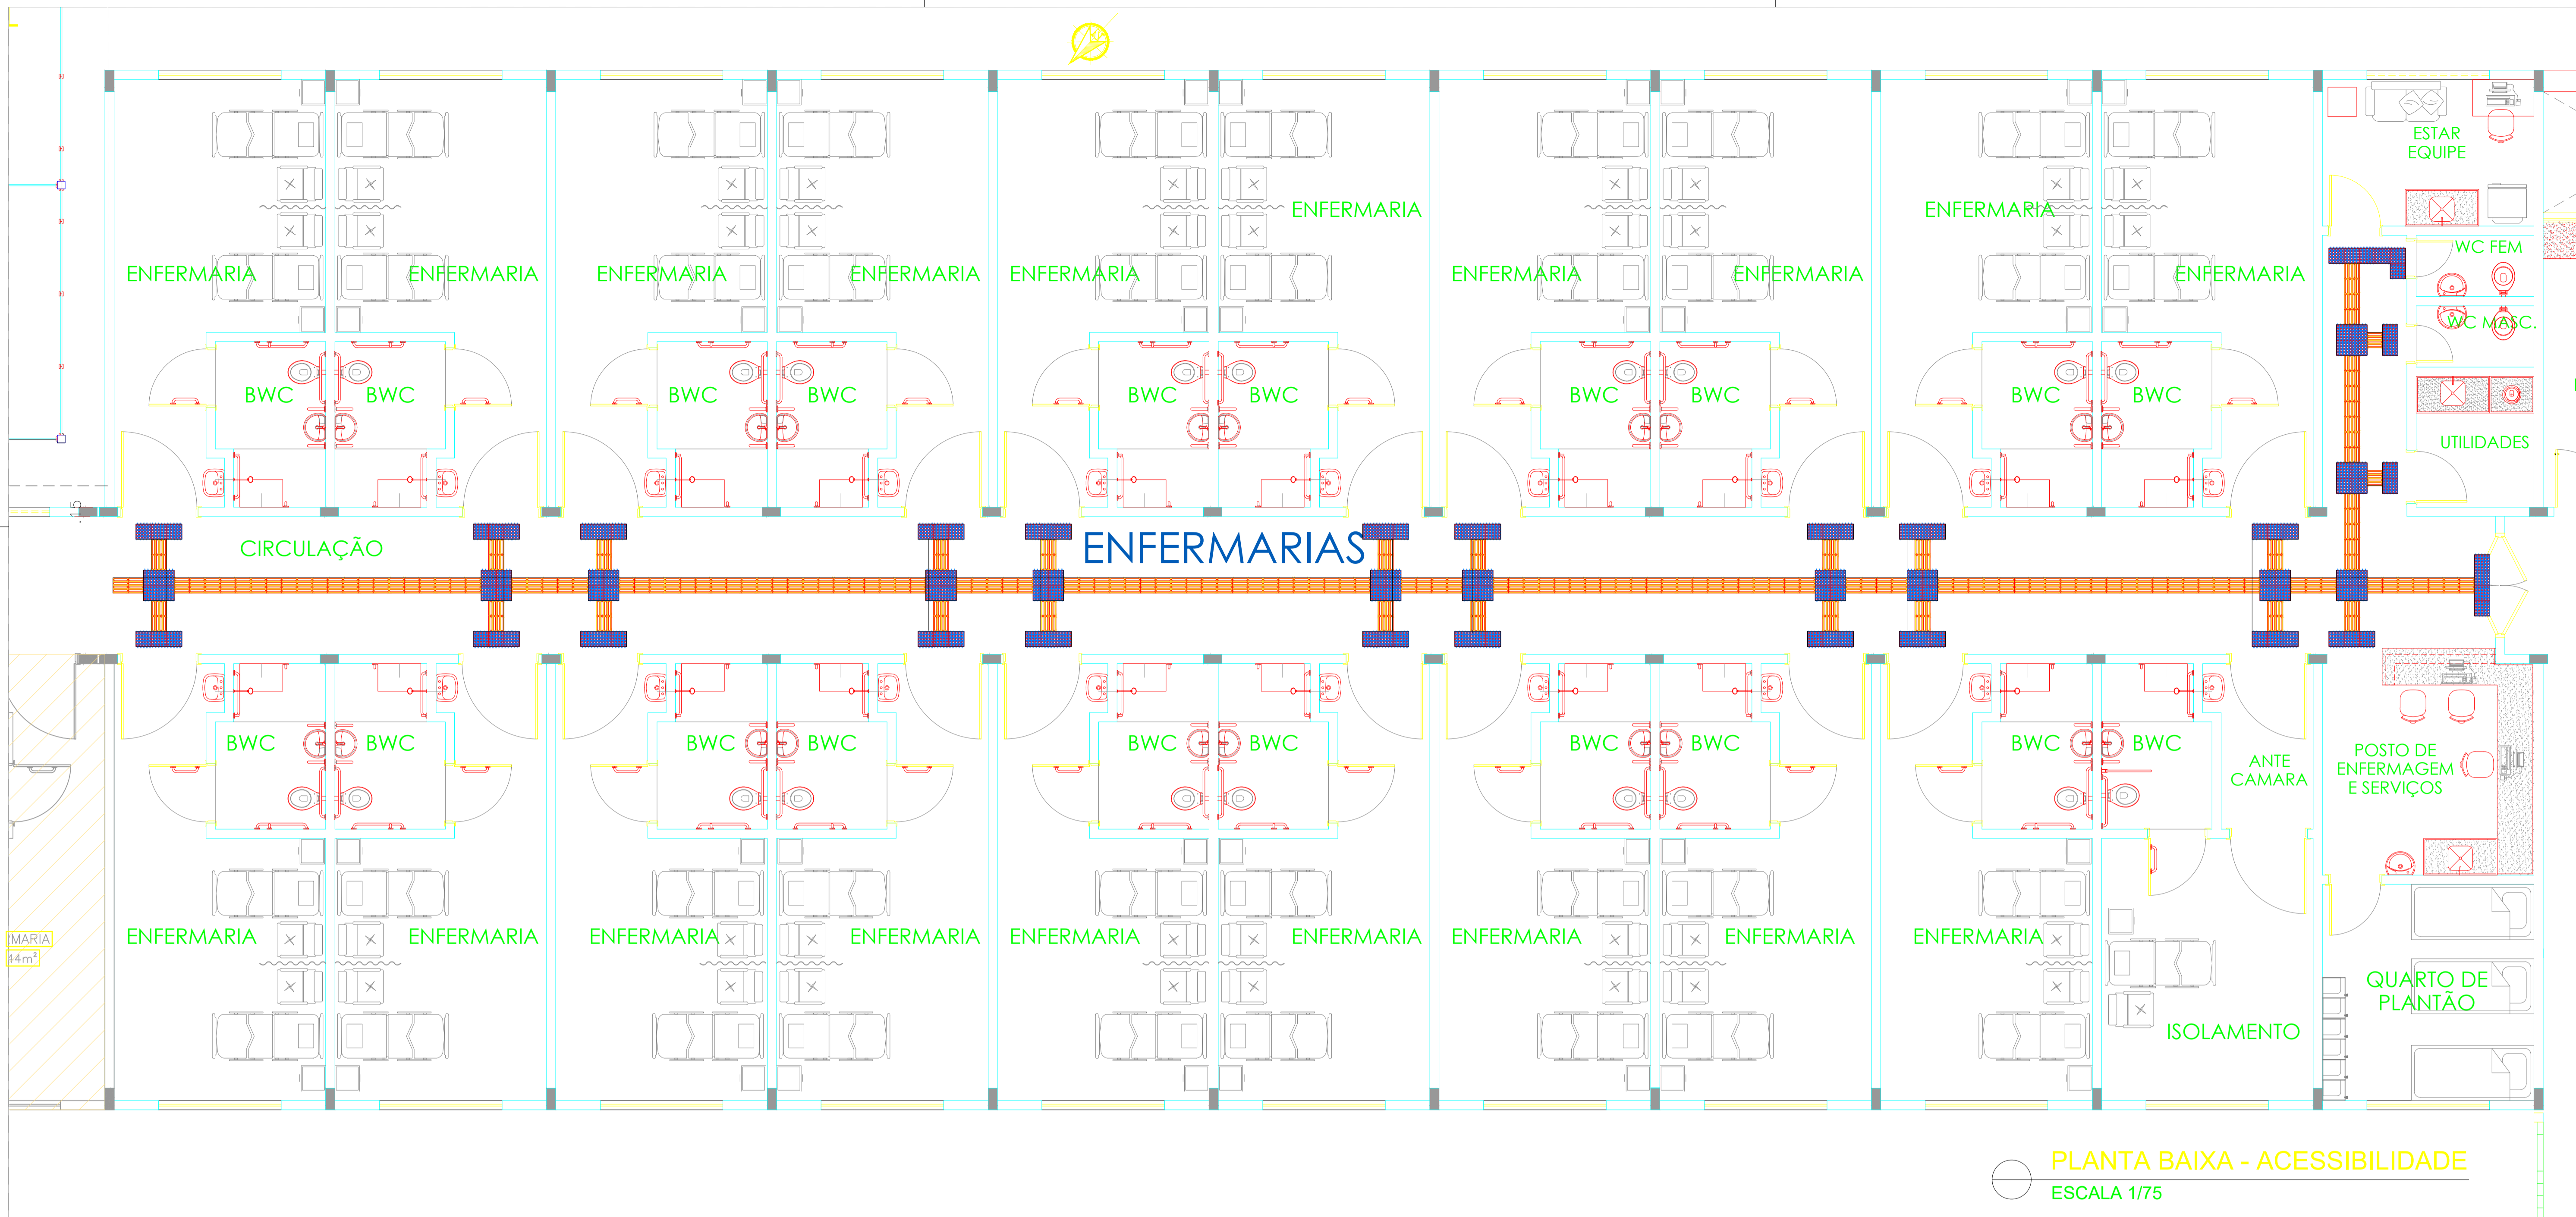 ESTAR
EQUIPE
ENFERMARIA
ENFERMARIA
WC FEM
ENFERMARIA
ENFERMARIA
ENFERMARIA
ENFERMARIA
ENFERMARIA
ENFERMARIA
ENFERMARIA
ENFERMARIA
WC MASC.
BWC
BWC
BWC
BWC
BWC
BWC
BWC
BWC
BWC
BWC
UTILIDADES
.15
CIRCULAÇÃO
ENFERMARIAS
BWC
BWC
BWC
BWC
BWC
BWC
BWC
BWC
BWC
BWC
ANTE
CAMARA
POSTO DE
ENFERMAGEM
E SERVIÇOS
MARIA
44m²
ENFERMARIA
ENFERMARIA
ENFERMARIA
ENFERMARIA
ENFERMARIA
ENFERMARIA
ENFERMARIA
ENFERMARIA
ENFERMARIA
QUARTO DE
PLANTÃO
ISOLAMENTO
PLANTA BAIXA - ACESSIBILIDADE
ESCALA 1/75